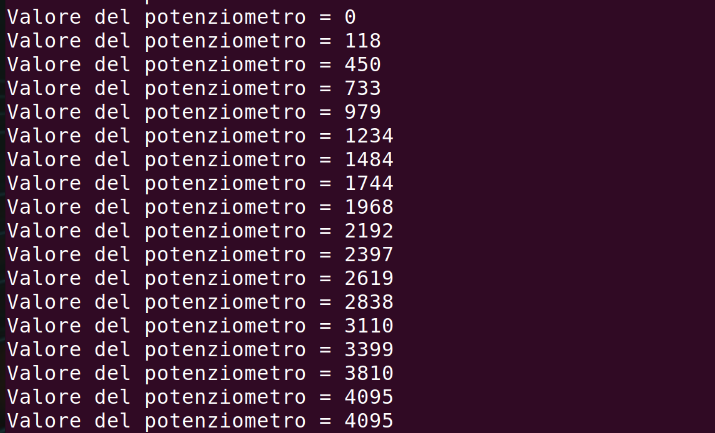 Valore del potenziometro = 0
Valore del potenziometro = 118
Valore del potenziometro = 450
Valore del potenziometro = 733
Valore del potenziometro = 979
Valore del potenziometro = 1234
Valore del potenziometro = 1484
Valore del potenziometro = 1744
Valore del potenziometro = 1968
Valore del potenziometro = 2192
Valore del potenziometro = 2397
Valore del potenziometro = 2619
Valore del potenziometro = 2838
Valore del potenziometro = 3110
Valore del potenziometro = 3399
Valore del potenziometro = 3810
Valore del potenziometro = 4095
Valore del potenziometro = 4095